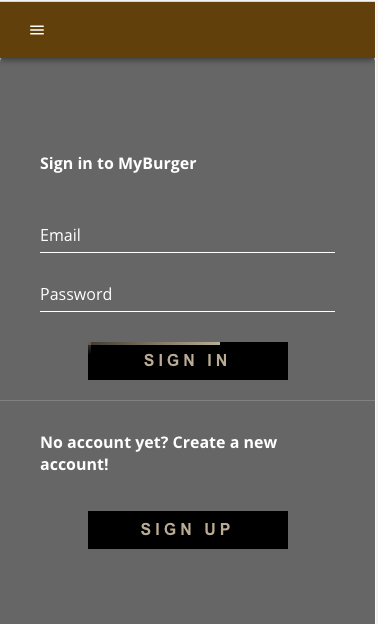 Sign in to MyBurger
Email
Password
SIGN IN
No account yet? Create a new
account!
SIGN UP